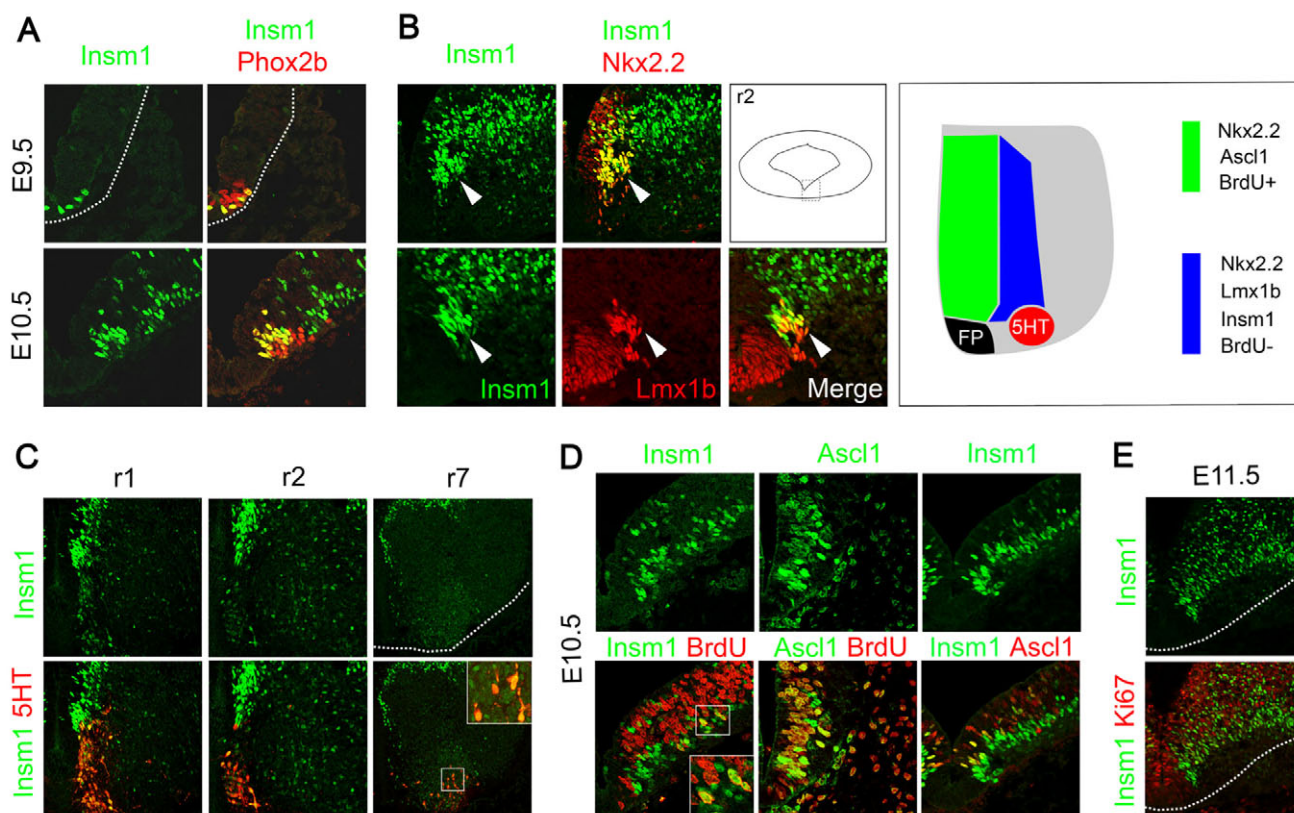 A
Insm1
Insm1
Phox2b
E9.5
E10.5
B
Insm1
Insm1
Nkx2.2
r2
Insm1
Lmx1b
Merge
FP
5HT
Nkx2.2
Ascl1
BrdU+
Nkx2.2
Lmx1b
Insm1
BrdU-
C
r1
r2
r7
Insm1
Insm1 5HT
D
Insm1
Ascl1
Insm1
E10.5
Insm1 BrdU
Ascl1 BrdU
Insm1 Ascl1
E
E11.5
Insm1
Insm1 Ki67